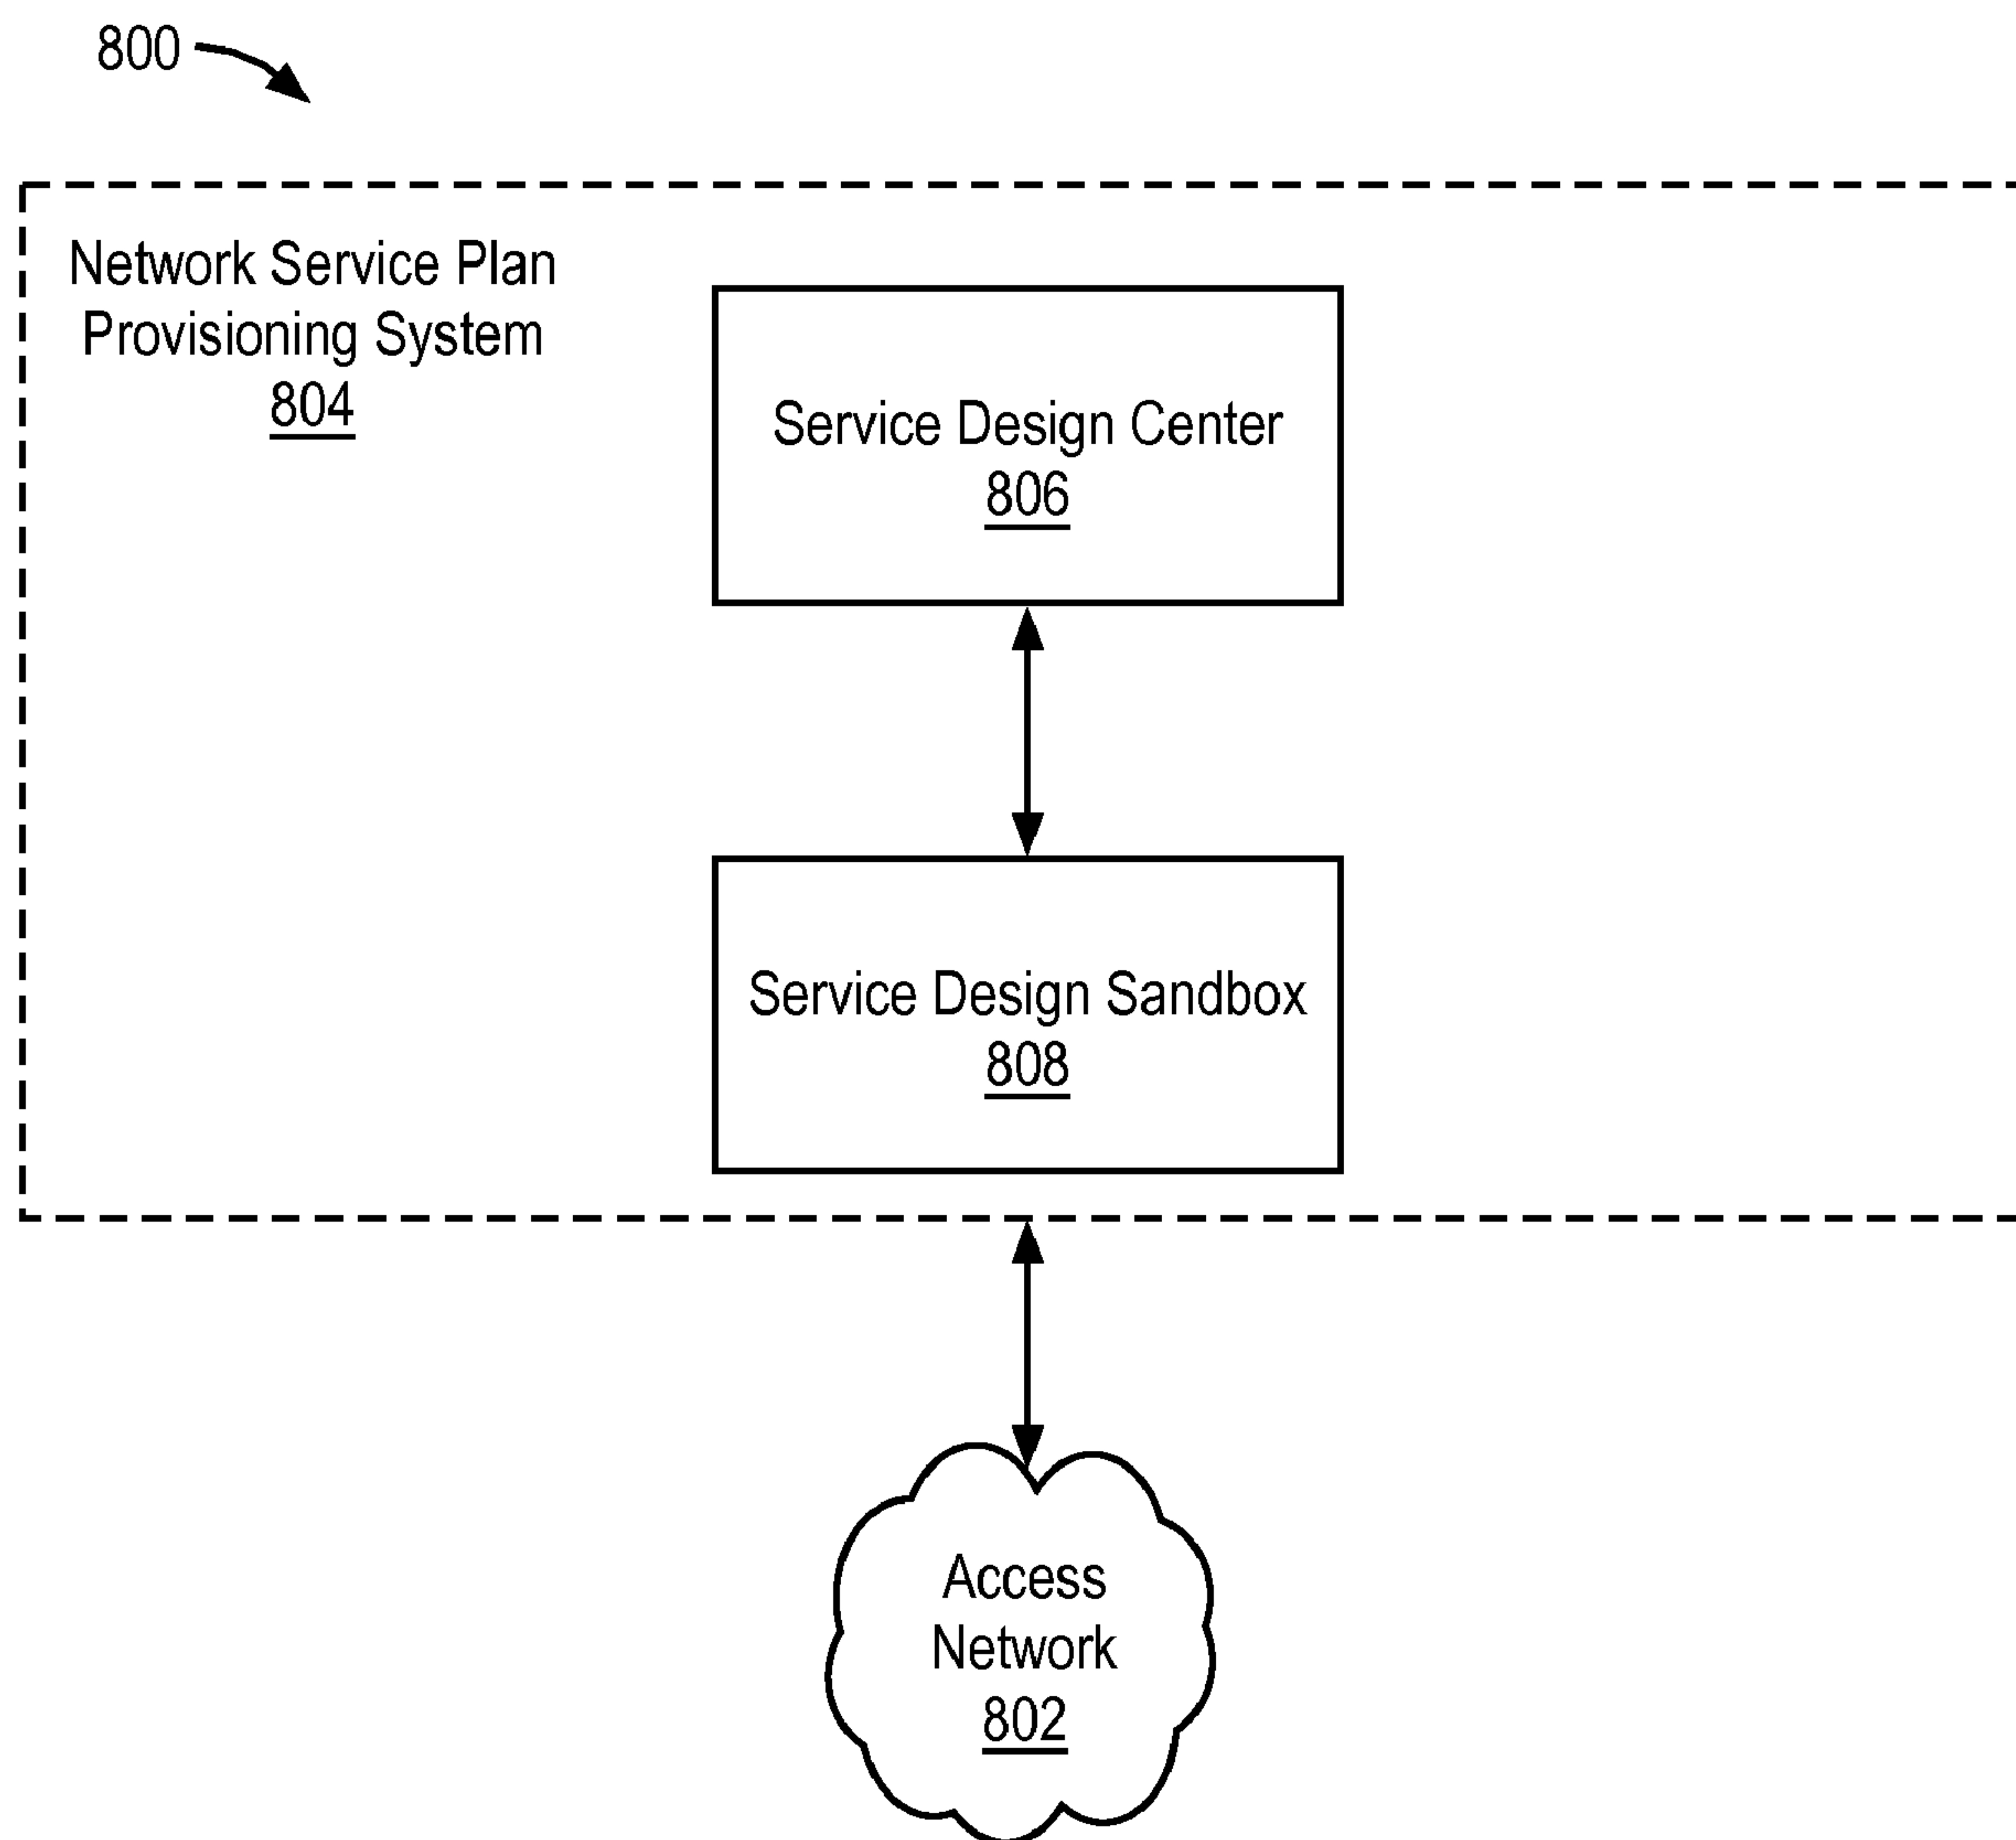 800
Network Service Plan
Provisioning System
804
Service Design Center
806
Service Design Sandbox
808
Access
Network
802